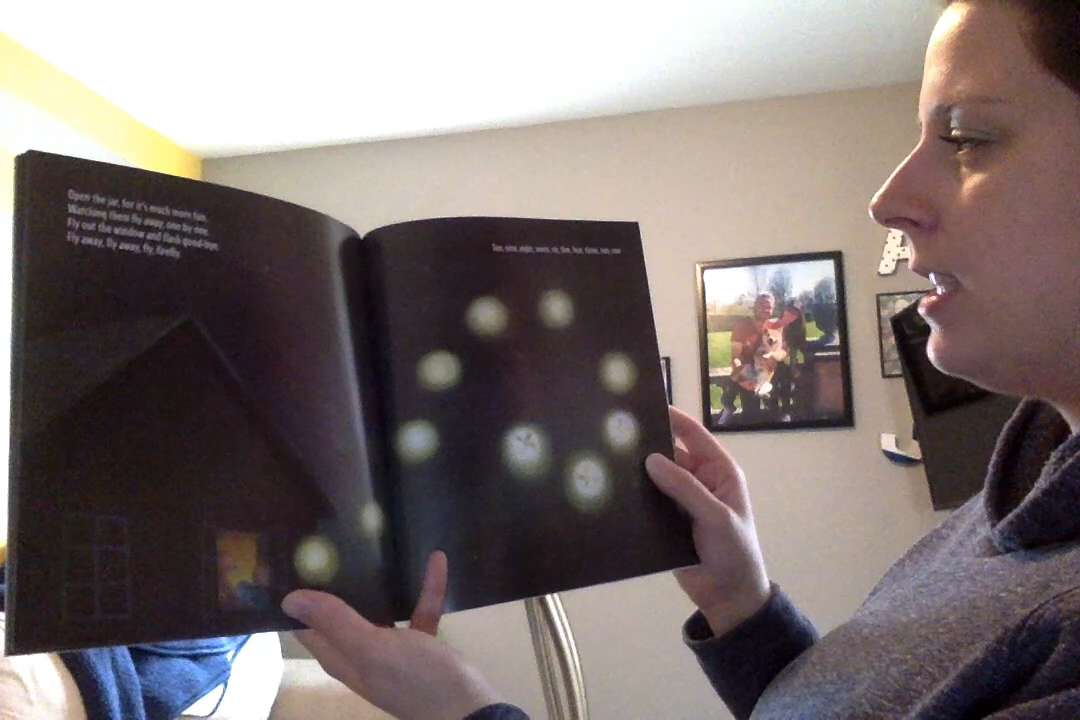 Open the jar, for it's much more fun,
Watching them fly away, one by one.
Fly out the window and flash good-bye.
Fly away, fly away, fly, firefly.
Ten, nine, eight, seven, six, five, four, three, two, one
A